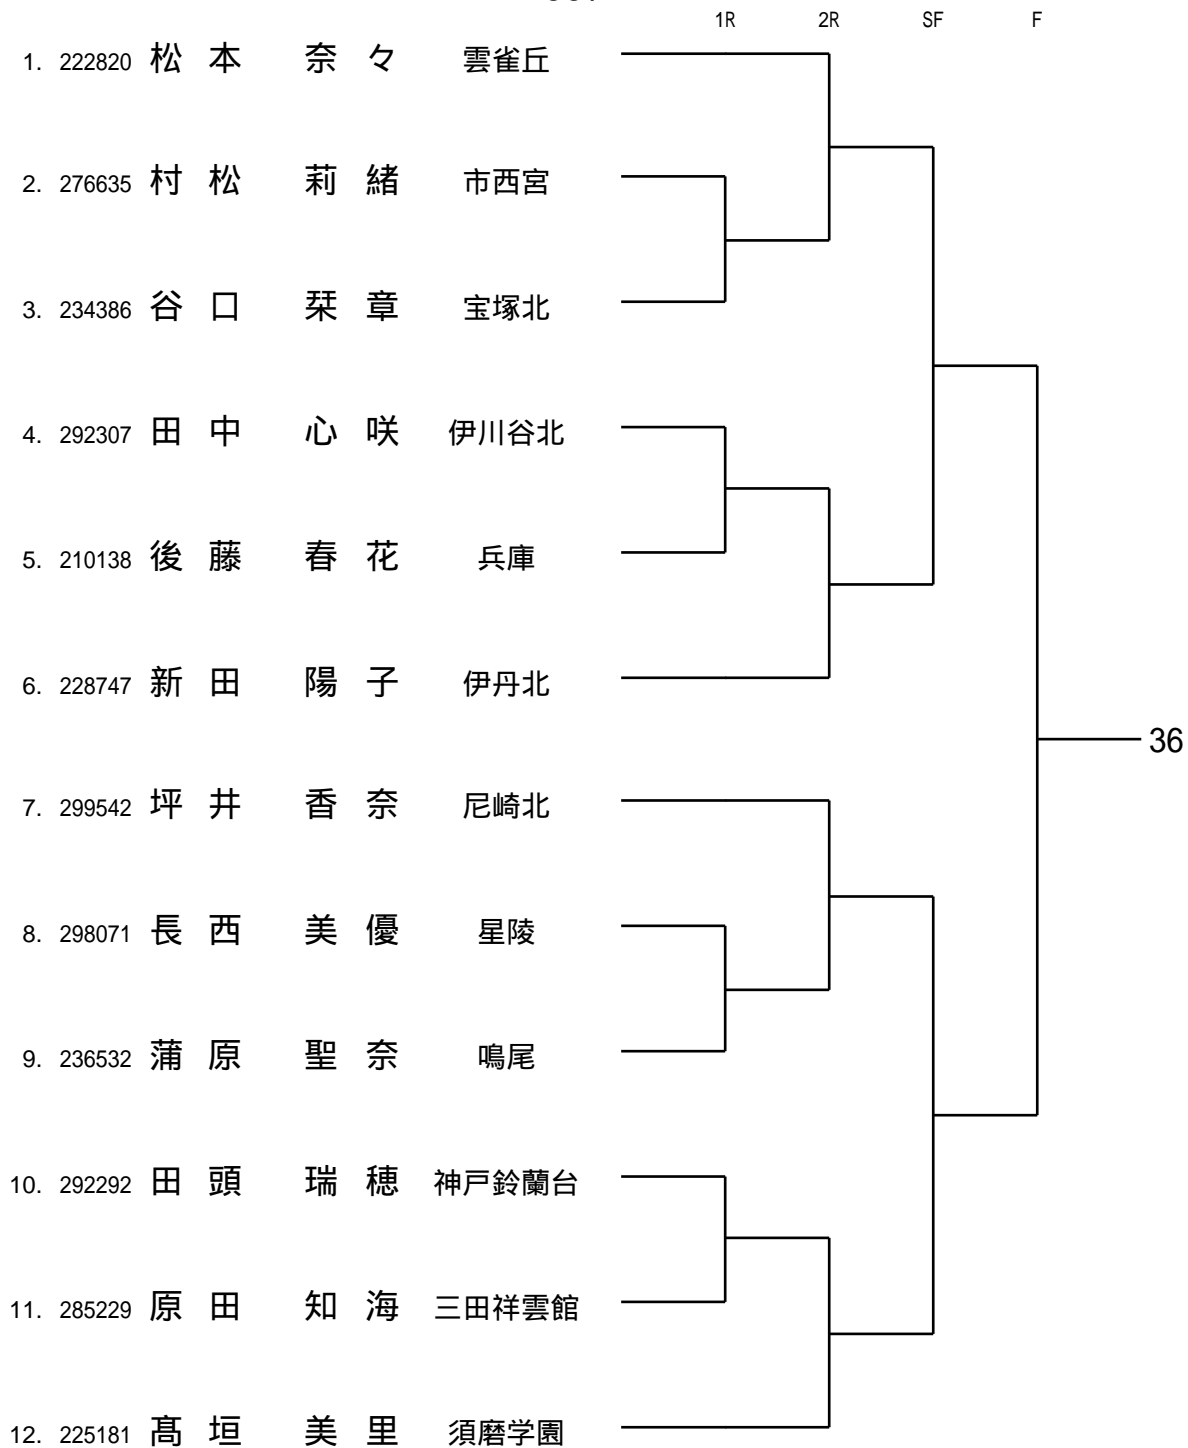 1R 2R SF F
1. 222820 松本 奈々 雲雀丘
2. 276635 村松 莉緒 市西宮
3. 234386 谷口 栞章 宝塚北
4. 292307 田中 心咲 伊川谷北
5. 210138 後藤 春花 兵庫
6. 228747 新田 陽子 伊丹北
36
7. 299542 坪井 香奈 尼崎北
8. 298071 長西 美優 星陵
9. 236532 蒲原 聖奈 鳴尾
10. 292292 田頭 瑞穂 神戸鈴蘭台
11. 285229 原田 知海 三田祥雲館
12. 225181 髙垣 美里 須磨学園